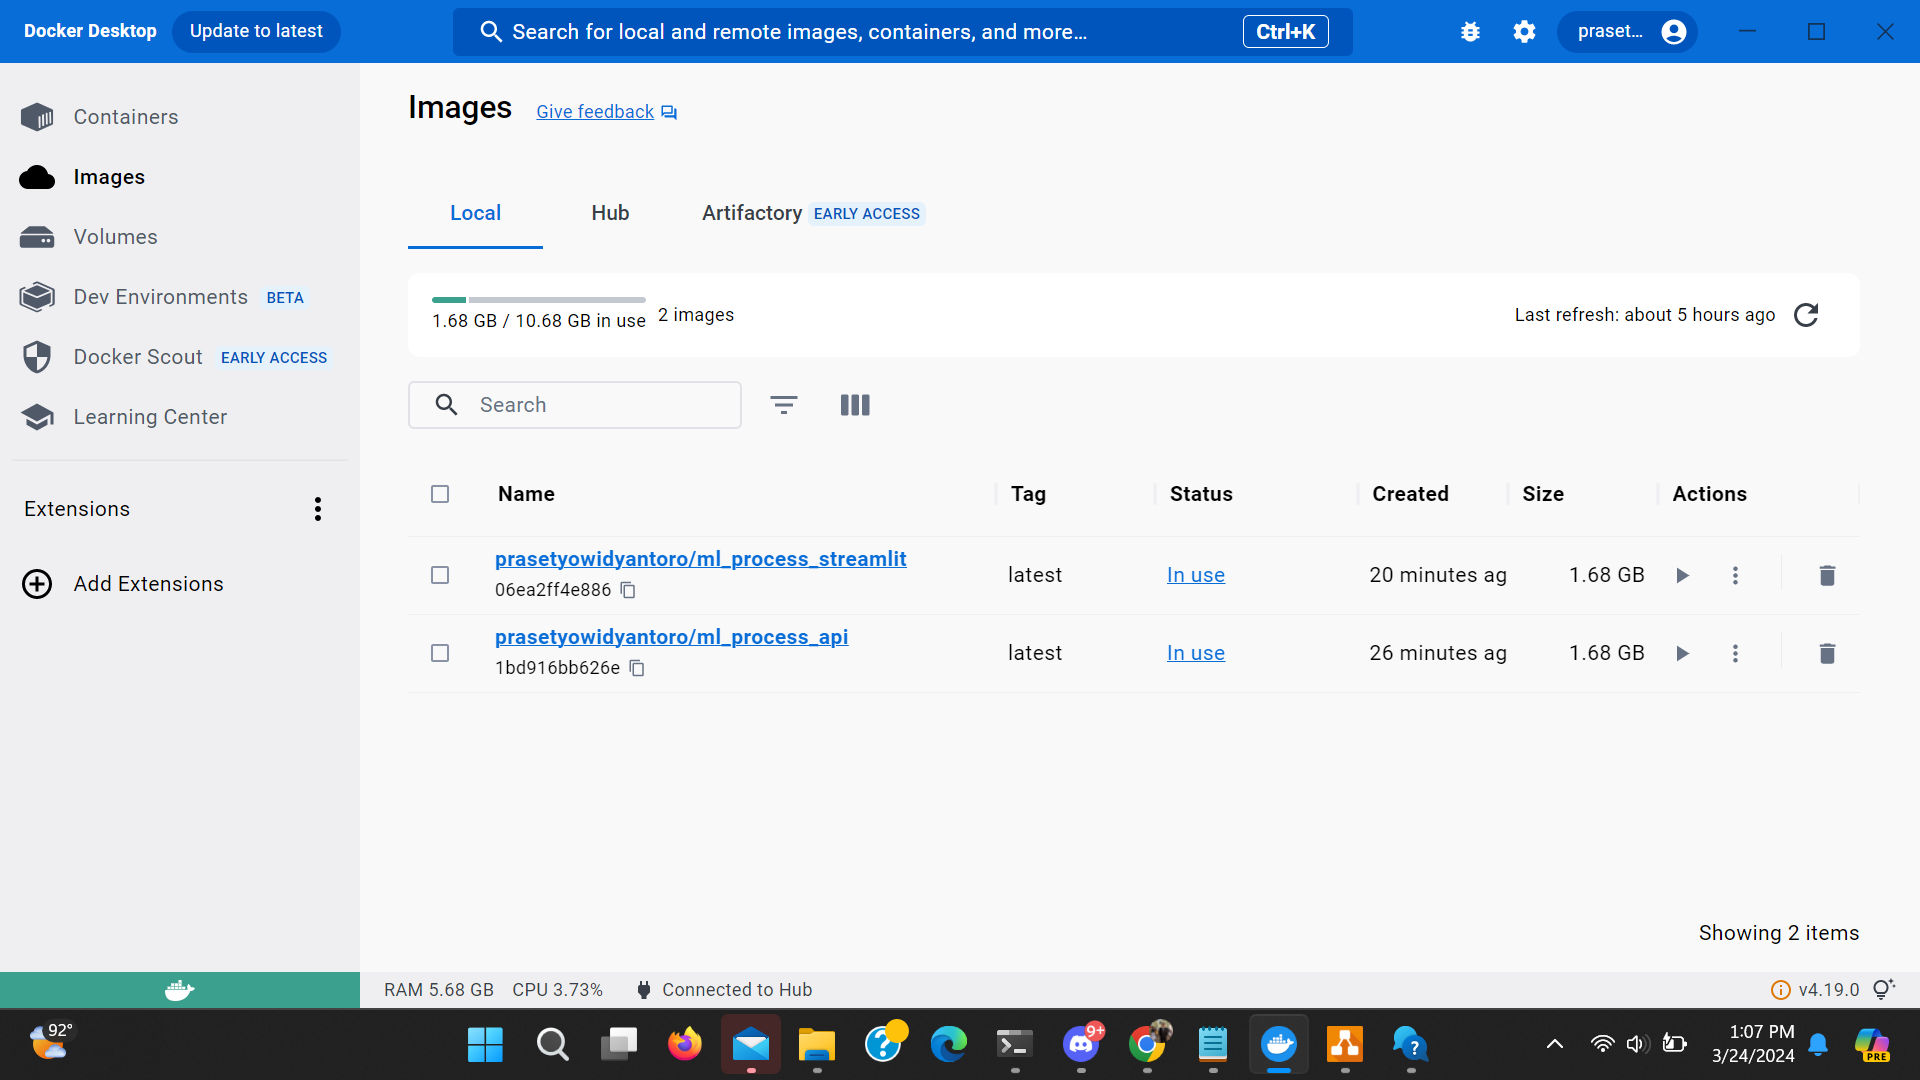 Docker Desktop
Update to latest
Search for local and remote images, containers, and more...
Ctrl+K
praset...
Containers
Images
Volumes
Dev Environments BETA
Docker Scout EARLY ACCESS
Learning Center
Extensions
Add Extensions
Images
Give feedback
Local
Hub
Artifactory EARLY ACCESS
1.68 GB / 10.68 GB in use
2 images
Last refresh: about 5 hours ago
Search
Name Tag Status Created Size Actions
prasetyowidyantoro/ml_process_streamlit
06ea2ff4e886
latest In use 20 minutes ag 1.68 GB
prasetyowidyantoro/ml_process_api
1bd916bb626e
latest In use 26 minutes ag 1.68 GB
Showing 2 items
RAM 5.68 GB CPU 3.73% Connected to Hub
v4.19.0
92°
9+
1:07 PM
3/24/2024
PRE